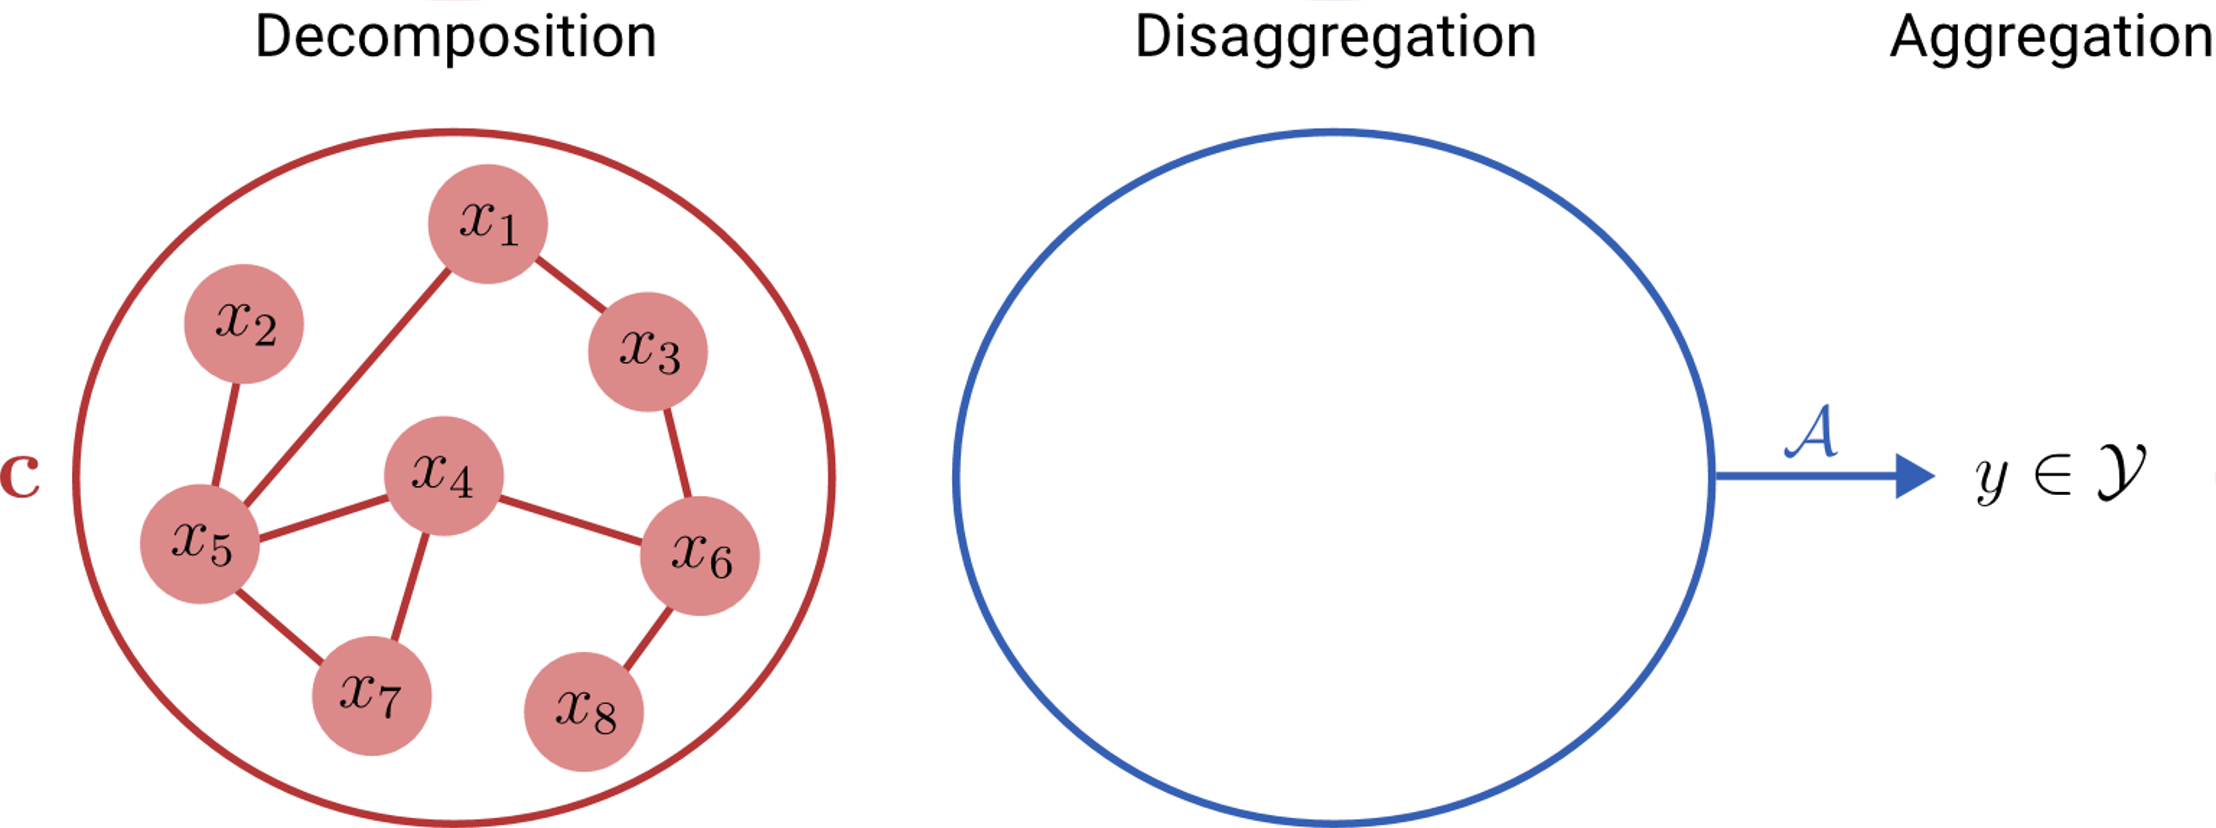 Decomposition
Disaggregation
Aggregation
x₁
x₂
x₃
x₄
x₅
x₆
x₇
x₈
c
𝒜
y ∈ 𝒴